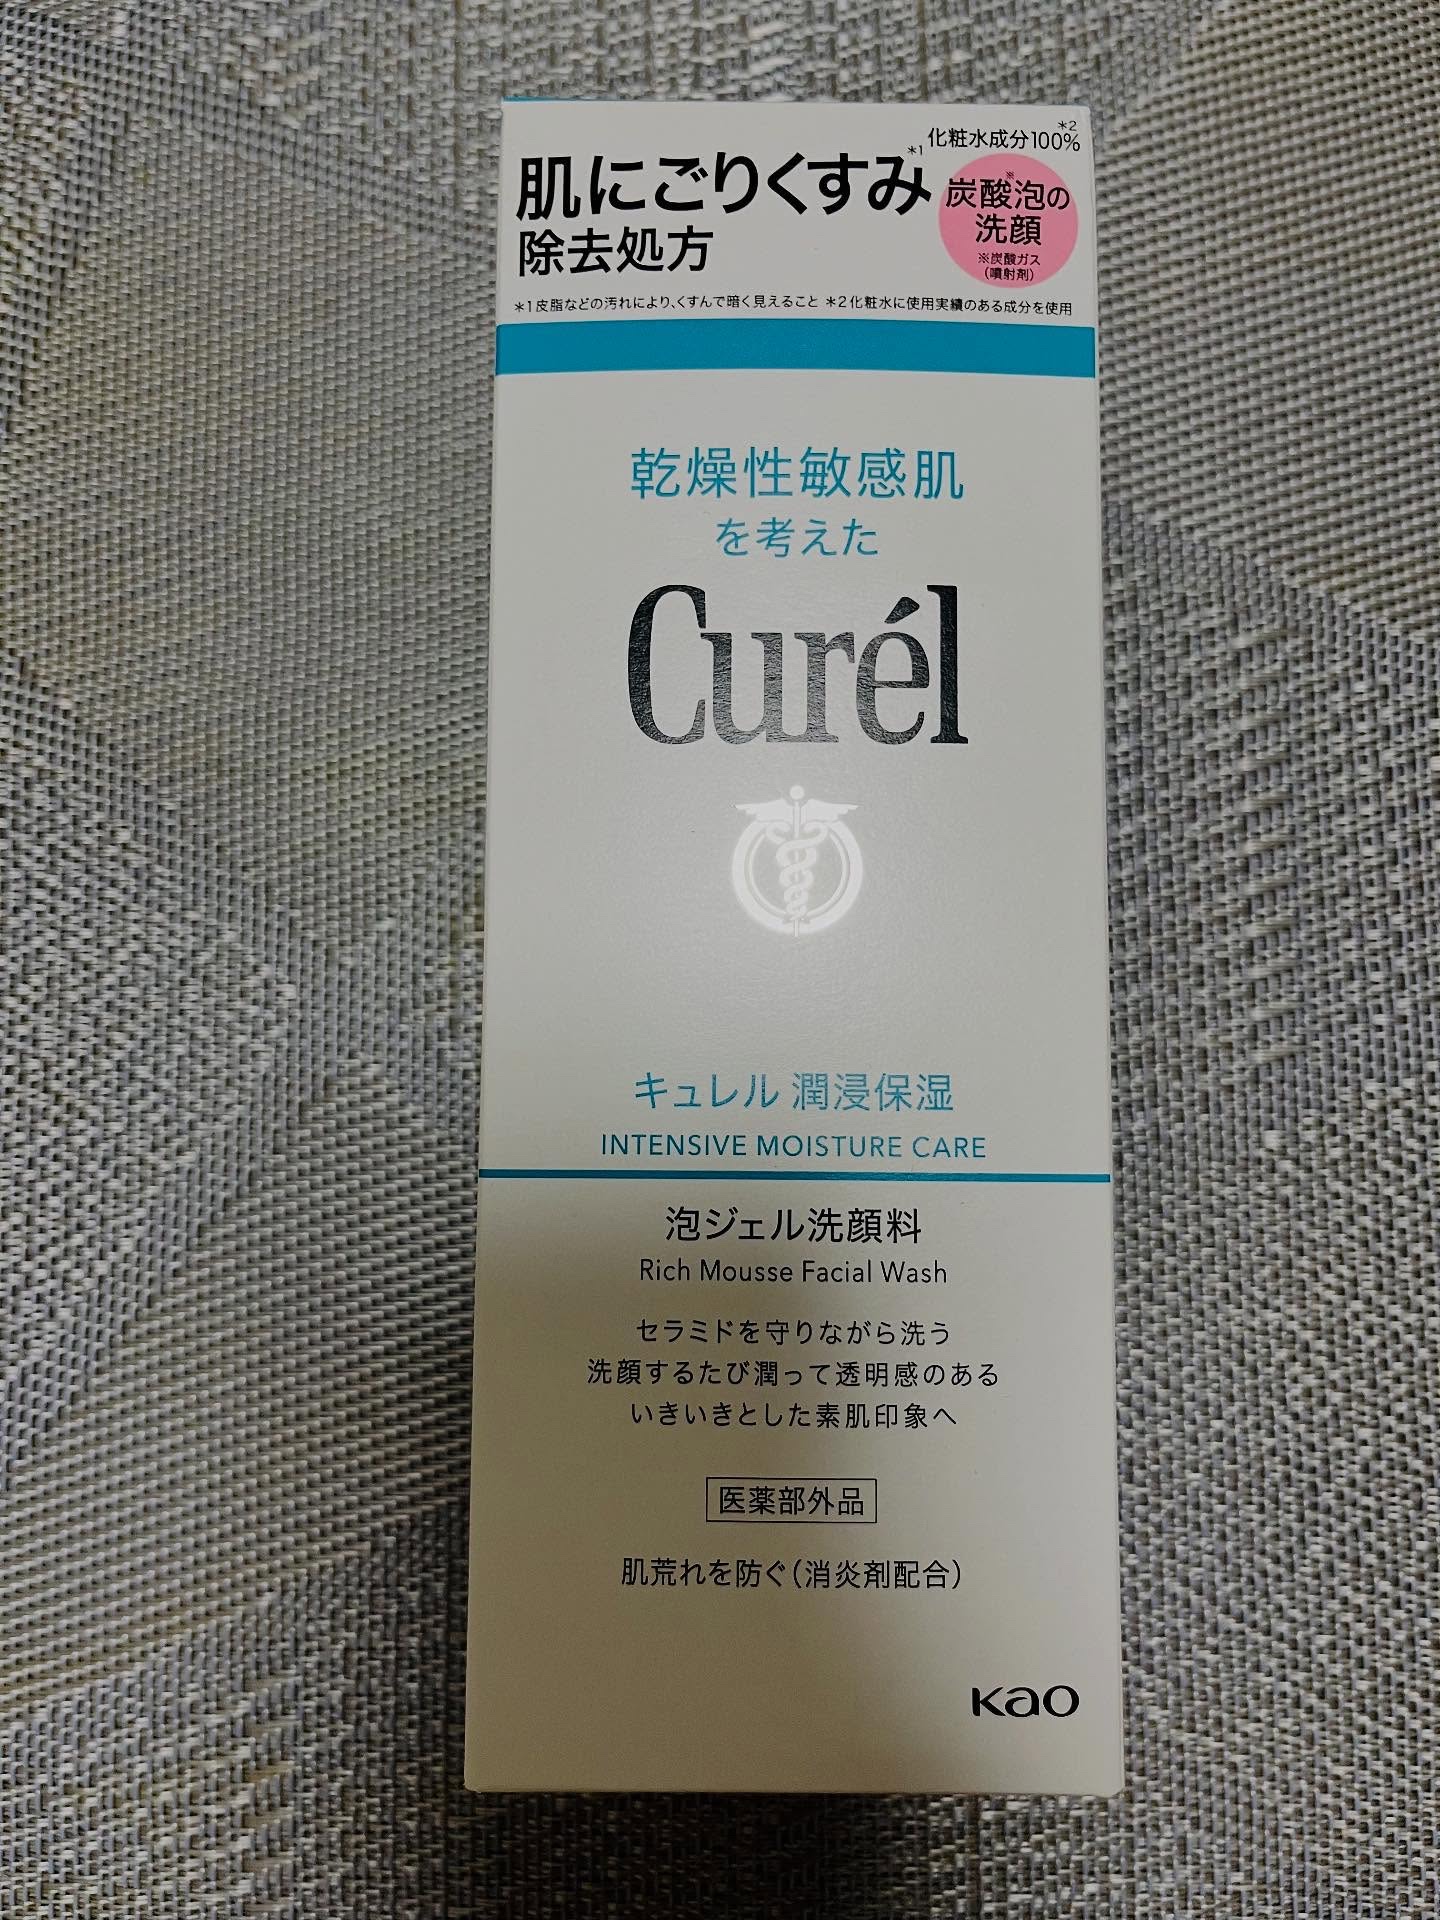 化粧水成分100%*2
肌にごりくすみ*1
除去処方
炭酸※泡の
洗顔
※炭酸ガス
(噴射剤)
*1 皮脂などの汚れにより、くすんで暗く見えること *2 化粧水に使用実績のある成分を使用
乾燥性敏感肌
を考えた
Curél
キュレル 潤浸保湿
INTENSIVE MOISTURE CARE
泡ジェル洗顔料
Rich Mousse Facial Wash
セラミドを守りながら洗う
洗顔するたび潤って透明感のある
いきいきとした素肌印象へ
医薬部外品
肌荒れを防ぐ(消炎剤配合)
Kao